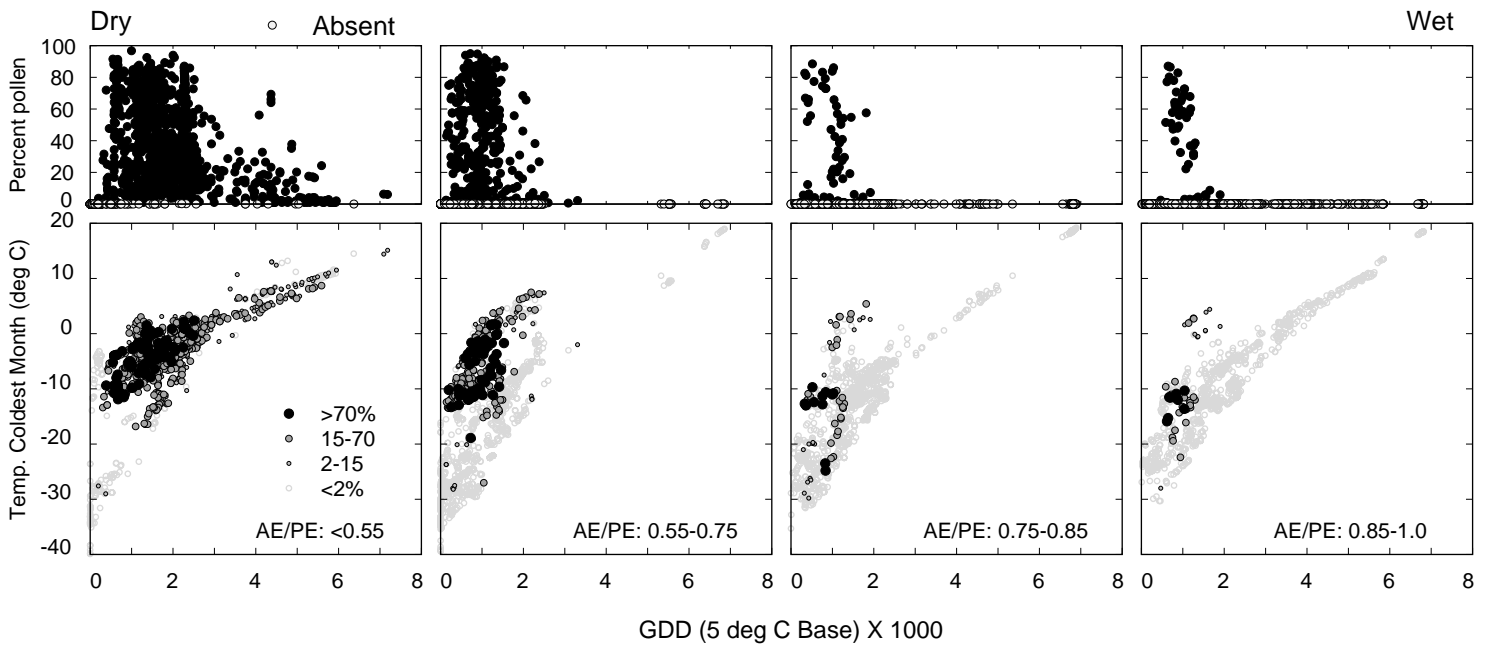 Dry
Absent
Wet
Percent pollen
100
80
60
40
20
0
Temp. Coldest Month (deg C)
20
10
0
-10
-20
-30
-40
>70%
15-70
2-15
<2%
AE/PE: <0.55
AE/PE: 0.55-0.75
AE/PE: 0.75-0.85
AE/PE: 0.85-1.0
0 2 4 6 8
0 2 4 6 8
0 2 4 6 8
0 2 4 6 8
GDD (5 deg C Base) X 1000